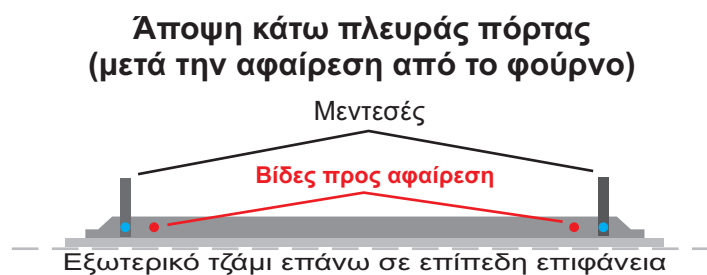 Άποψη κάτω πλευράς πόρτας
(μετά την αφαίρεση από το φούρνο)
Μεντεσές
Βίδες προς αφαίρεση
Εξωτερικό τζάμι επάνω σε επίπεδη επιφάνεια